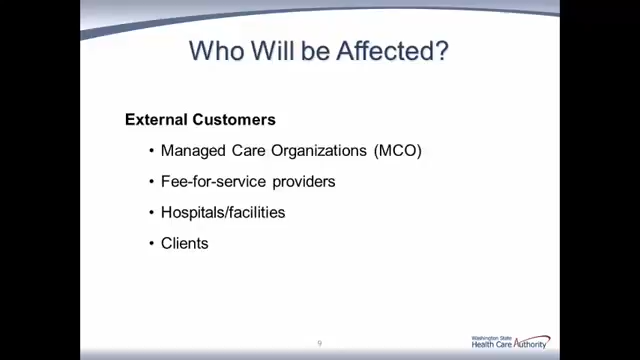 Who Will be Affected?
External Customers
• Managed Care Organizations (MCO)
• Fee-for-service providers
• Hospitals/facilities
• Clients
9
Washington State
Health Care Authority